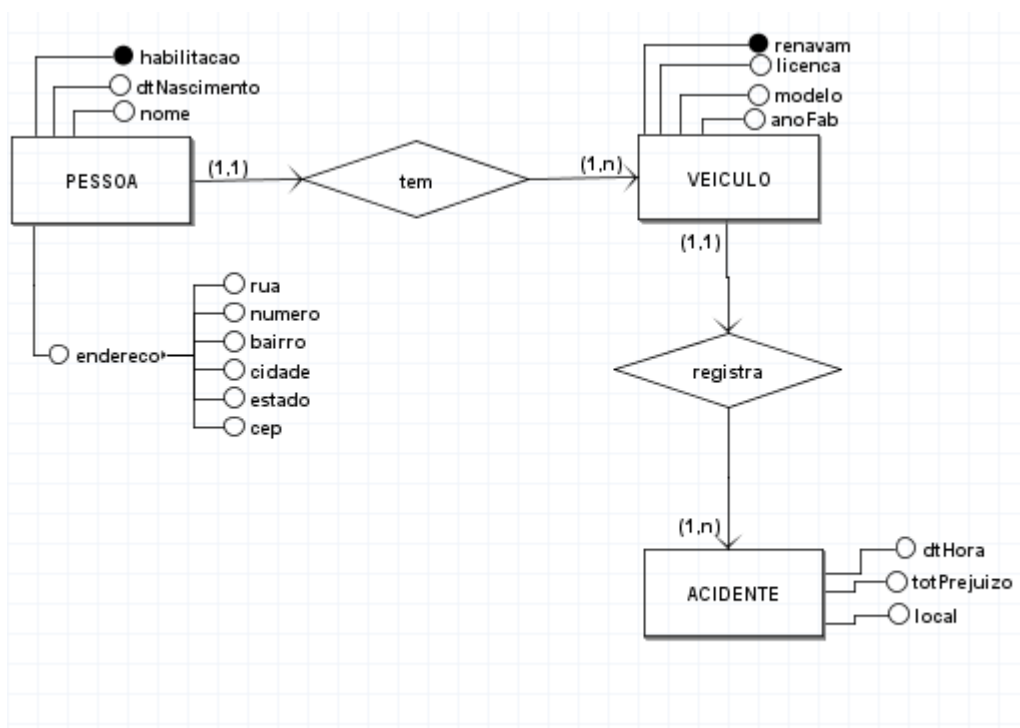 habilitacao
dtNascimento
nome
PESSOA
(1,1)
tem
(1,n)
renavam
licenca
modelo
anoFab
VEICULO
(1,1)
registra
(1,n)
ACIDENTE
dtHora
totPrejuizo
local
endereco
rua
numero
bairro
cidade
estado
cep